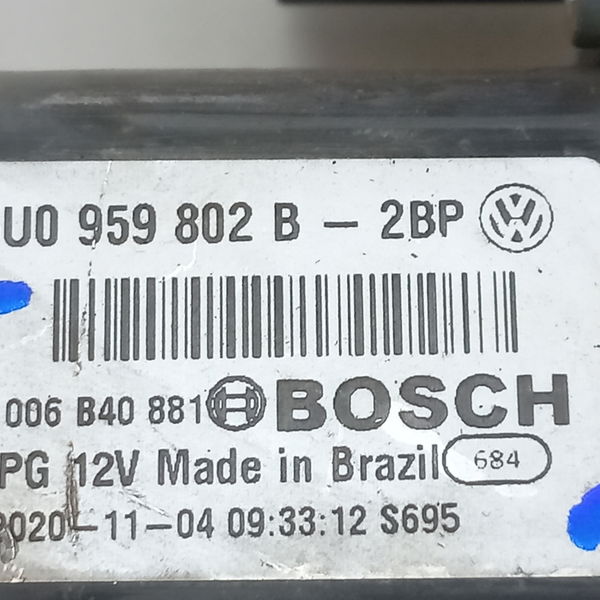 U0 959 802 B - 2BP
006 B40 881 BOSCH
PG 12V Made in Brazil 684
2020-11-04 09:33:12 S695